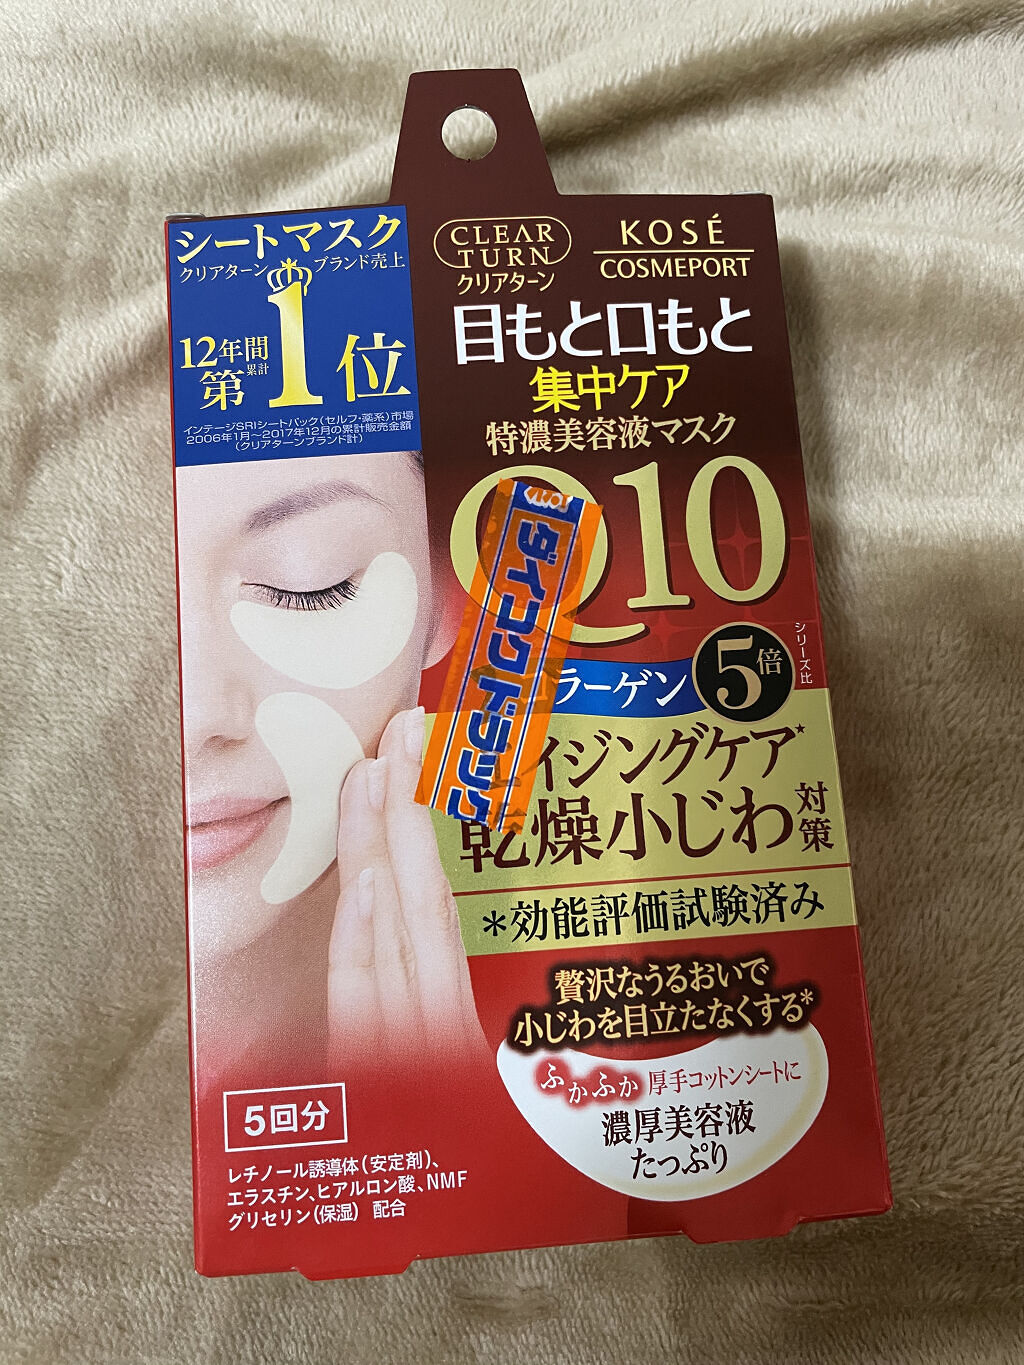 シートマスク
クリアターン ブランド売上
12年間
累計
第1位
インテージSRIシートパック(セルフ・薬系)市場
2006年1月～2017年12月の累計販売金額
(クリアターンブランド計)
CLEAR
TURN
クリアターン
KOSÉ
COSMEPORT
目もと口もと
集中ケア
特濃美容液マスク
Q10
ダイコクドラッグ
ラーゲン
5倍
シリーズ比
イジングケア★
乾燥小じわ対策
＊効能評価試験済み
贅沢なうるおいで
小じわを目立たなくする＊
ふかふか 厚手コットンシートに
濃厚美容液
たっぷり
5回分
レチノール誘導体(安定剤)、
エラスチン、ヒアルロン酸、NMF
グリセリン(保湿) 配合